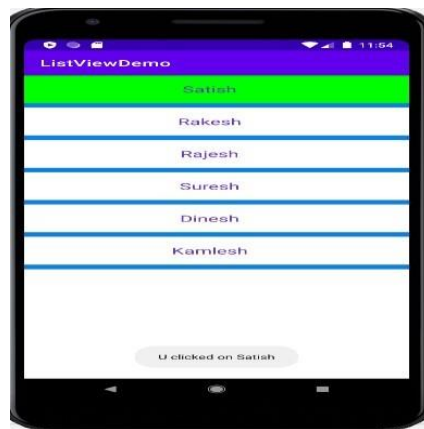 11:54
ListViewDemo
Satish
Rakesh
Rajesh
Suresh
Dinesh
Kamlesh
U clicked on Satish